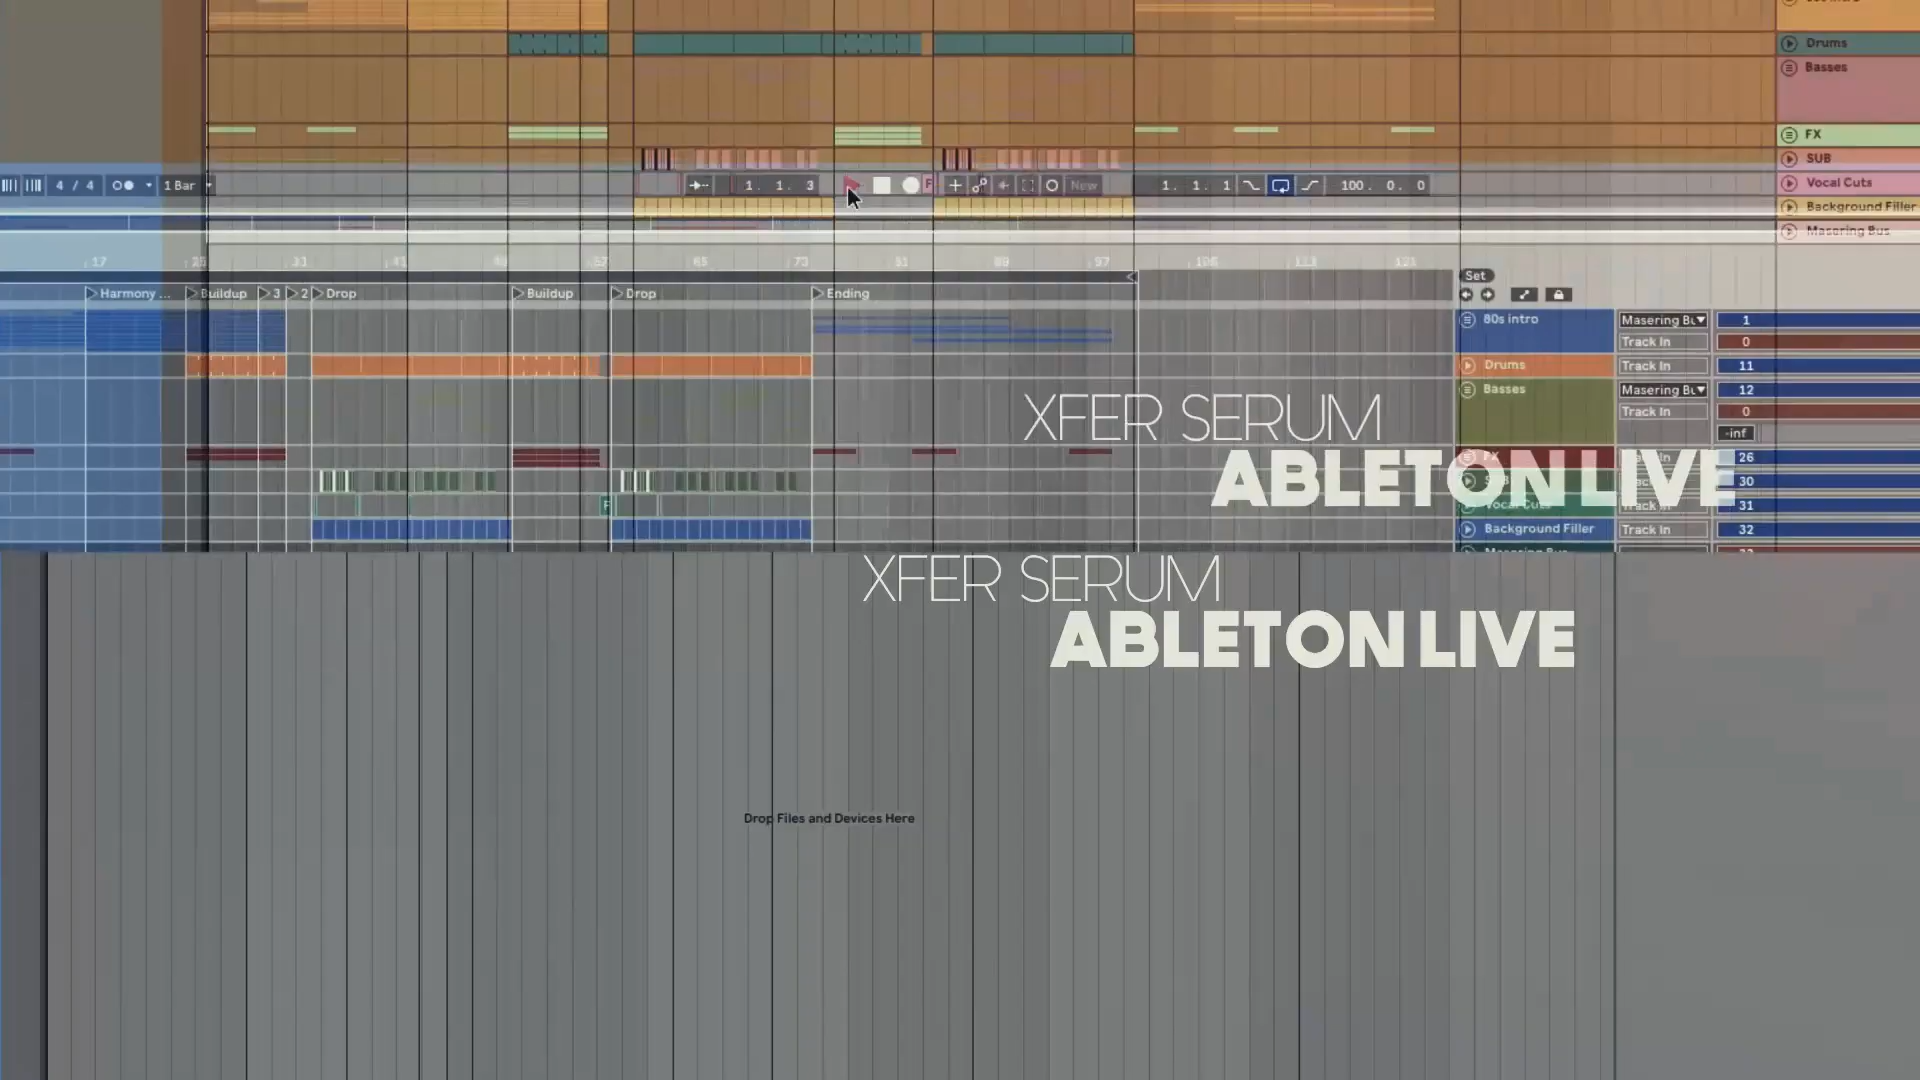 Drums
Basses
FX
SUB
Vocal Cuts
Background Filler
Masering Bus
4 / 4
1 Bar
1. 1. 3
F
New
1. 1. 1
100. 0. 0
17
25
33
41
49
57
65
73
81
89
97
105
113
121
Set
Harmony ...
Buildup
3
2
Drop
Buildup
Drop
Ending
80s intro
Masering Bu
1
Track In
0
Drums
Track In
11
Basses
Masering Bu
12
Track In
0
-inf
XFER SERUM
FX
26
ABLETON LIVE
30
Vocal Cuts
31
F
Background Filler
Track In
32
XFER SERUM
ABLETON LIVE
Drop Files and Devices Here